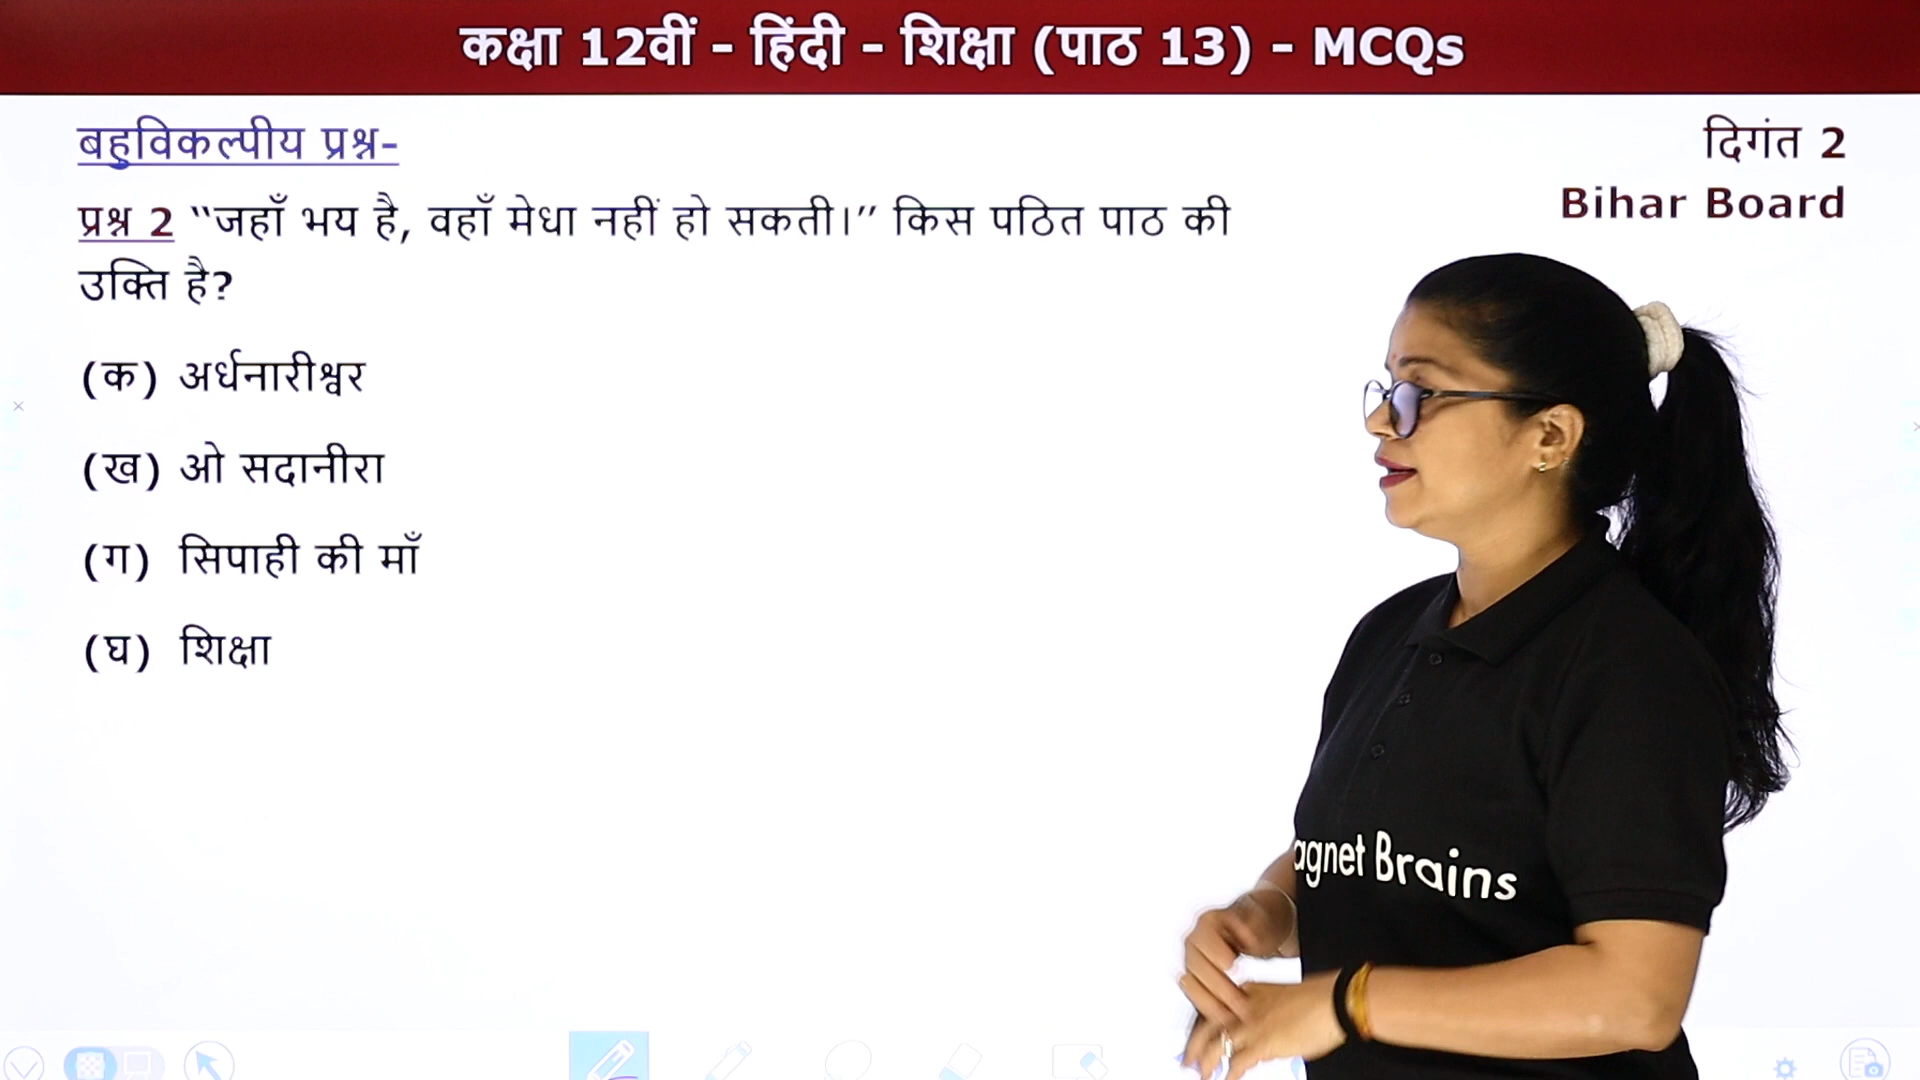 कक्षा 12वीं - हिंदी - शिक्षा (पाठ 13) - MCQs
बहुविकल्पीय प्रश्न-
दिगंत 2
Bihar Board
प्रश्न 2 "जहाँ भय है, वहाँ मेधा नहीं हो सकती।" किस पठित पाठ की
उक्ति है?
(क) अर्धनारीश्वर
(ख) ओ सदानीरा
(ग) सिपाही की माँ
(घ) शिक्षा
agnet Brains